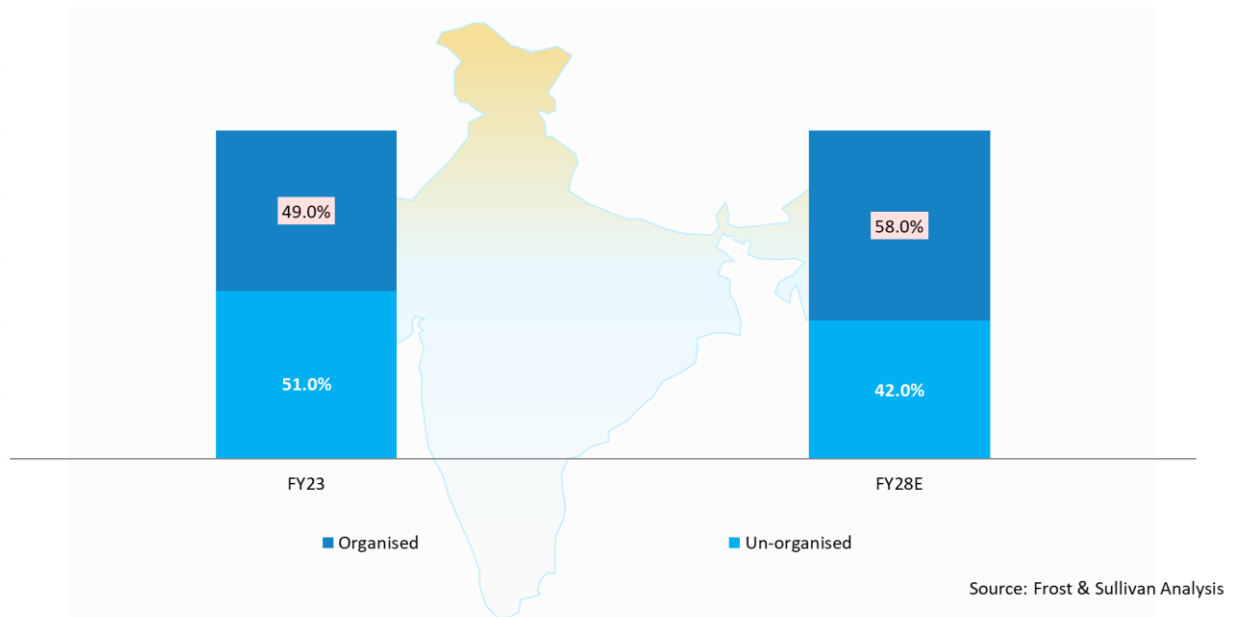 49.0%
58.0%
51.0%
42.0%
FY23
FY28E
Organised
Un-organised
Source: Frost & Sullivan Analysis